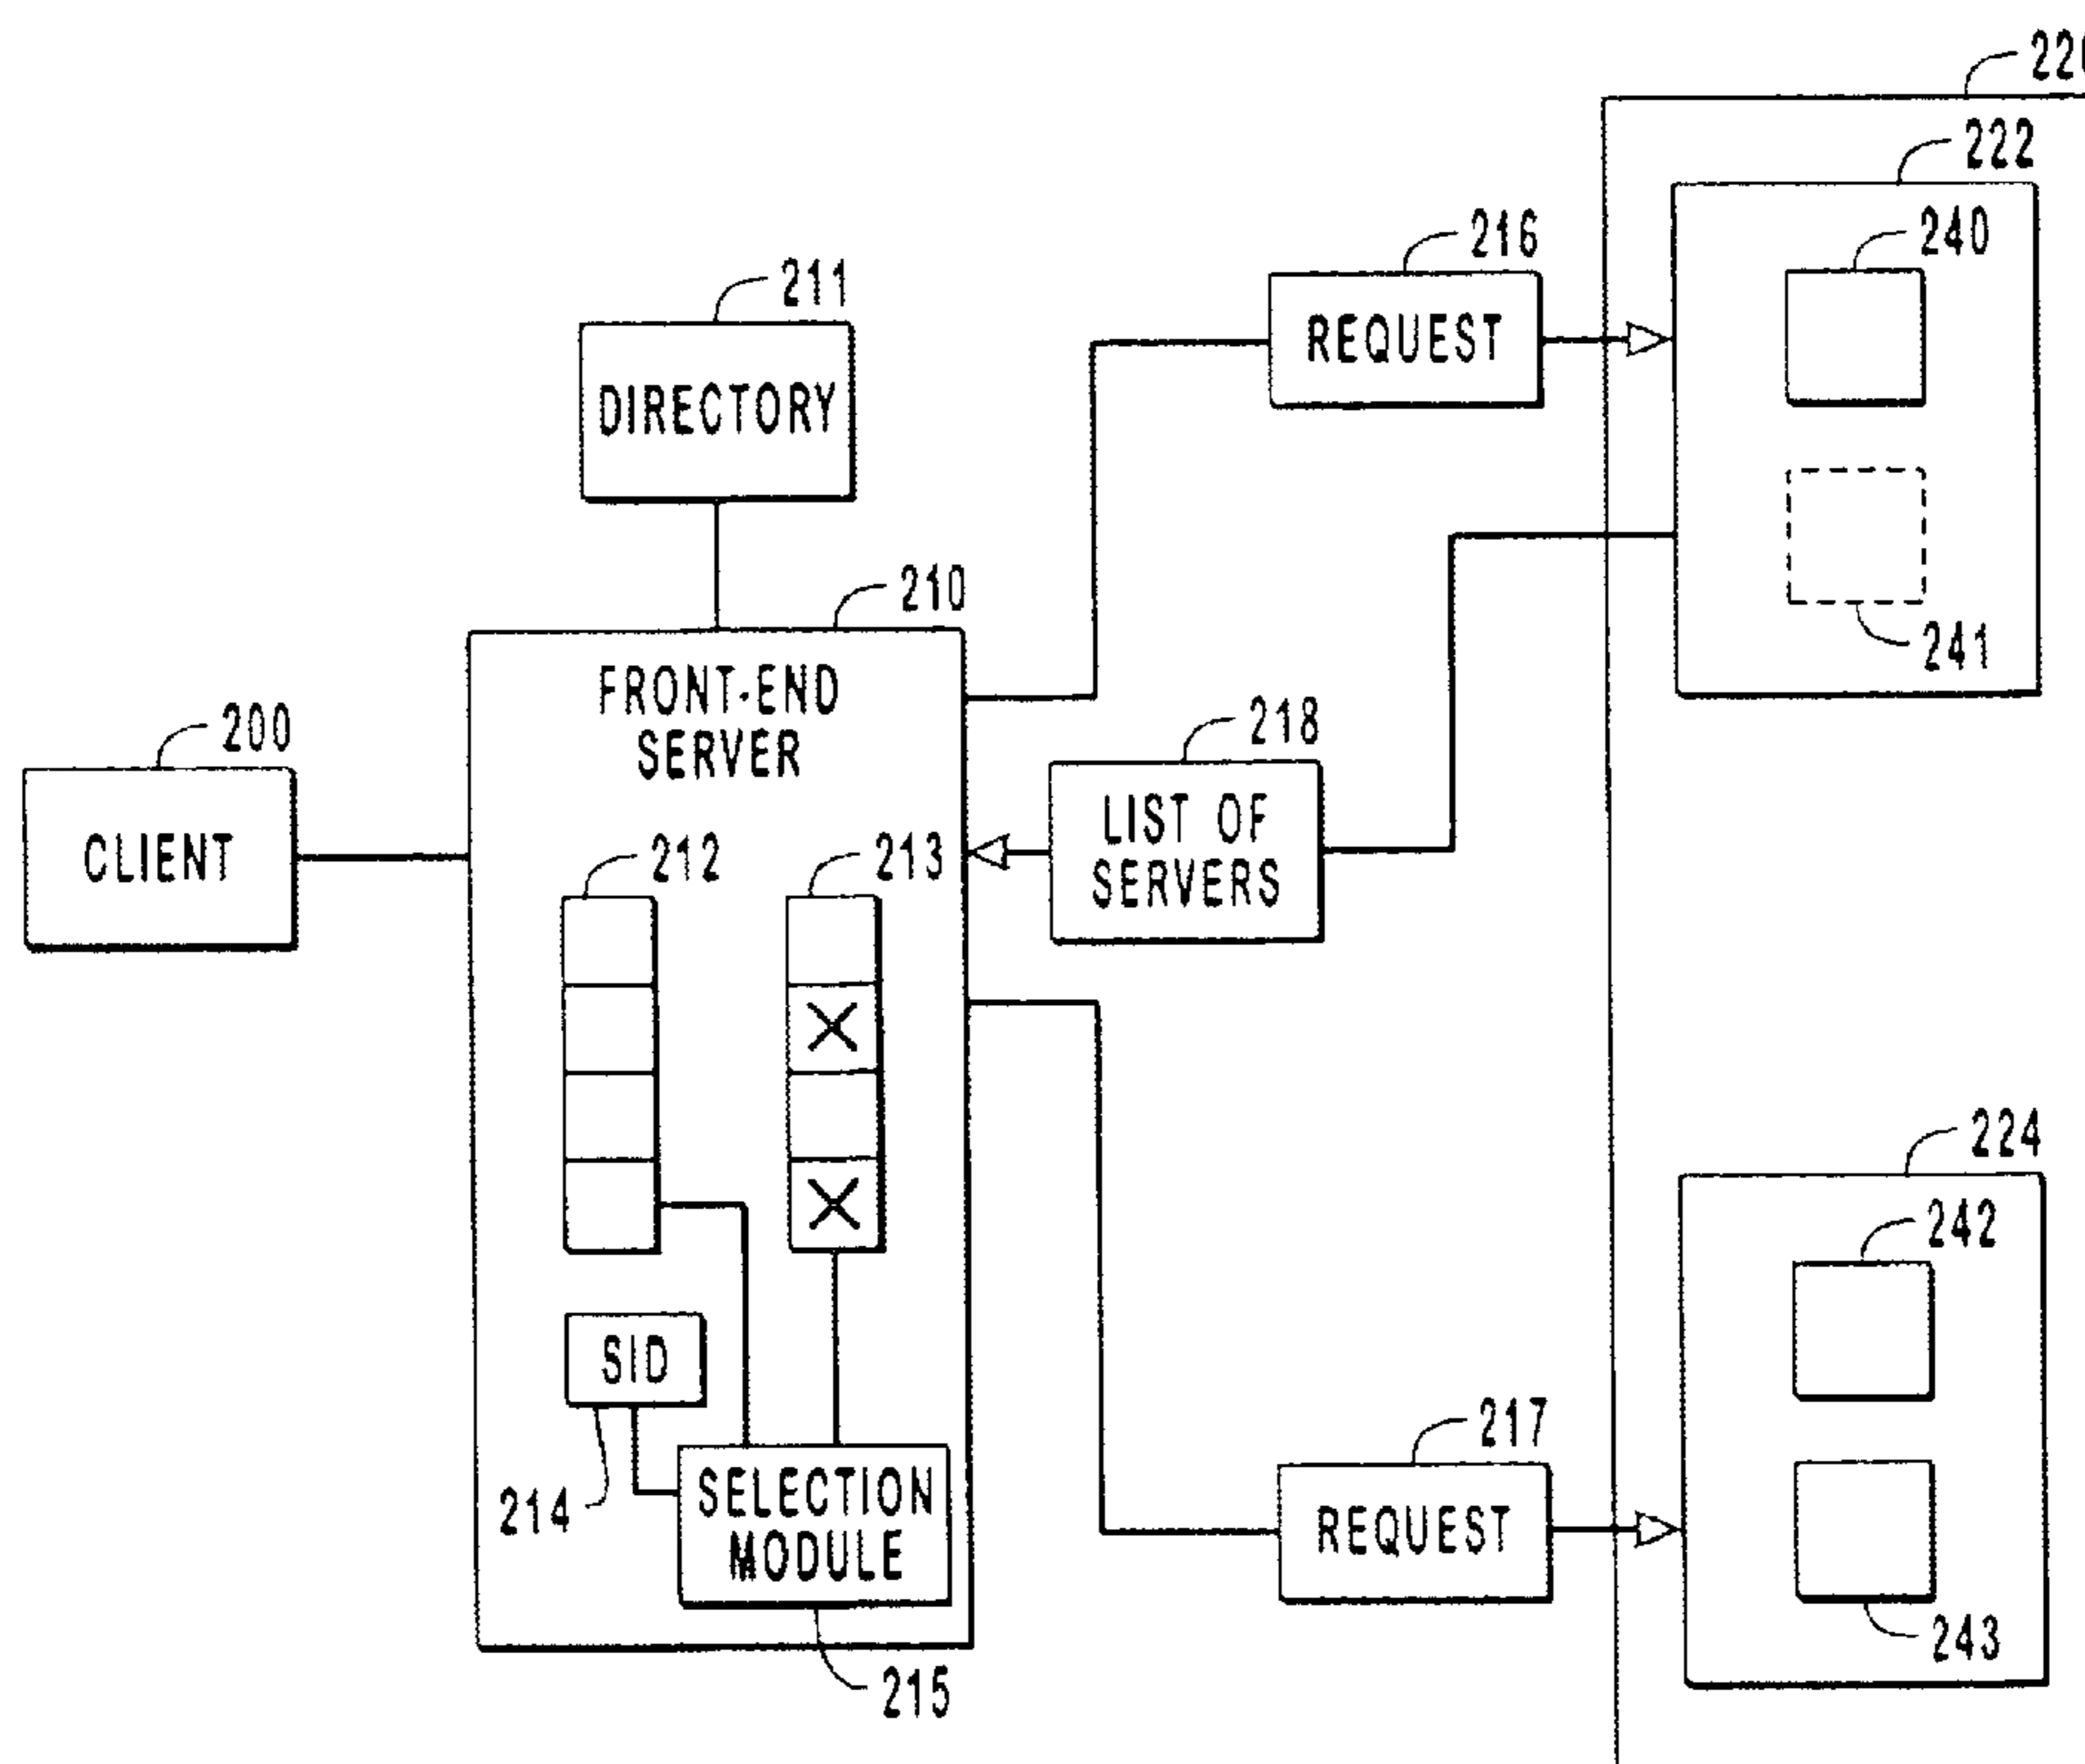 220
222
240
216
REQUEST
211
DIRECTORY
241
210
FRONT-END
SERVER
218
LIST OF
SERVERS
200
CLIENT
212
213
X
X
224
242
SID
214
SELECTION
MODULE
215
217
REQUEST
243